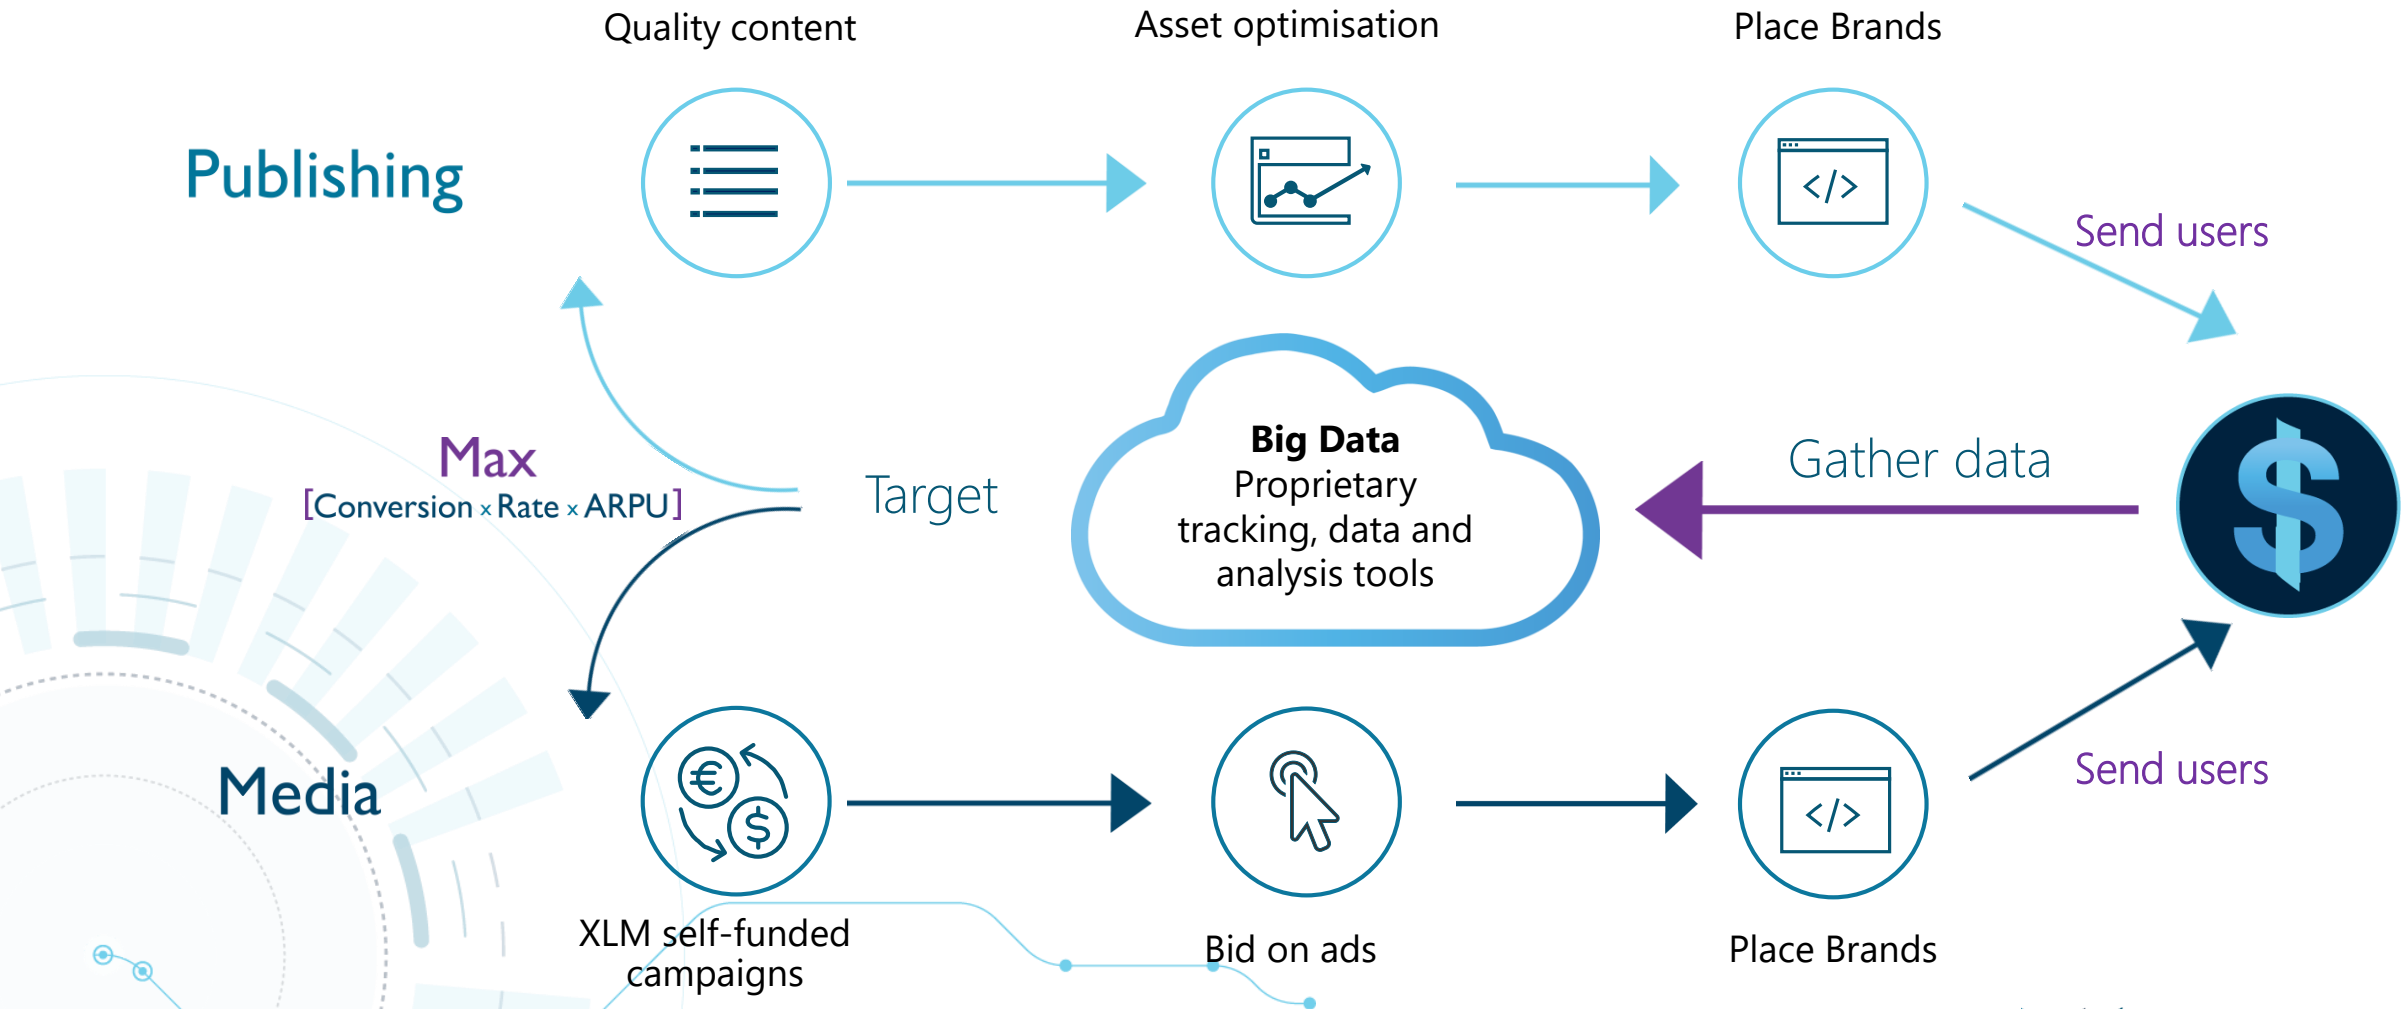 Quality content
Asset optimisation
Place Brands
Publishing
Send users
Max
[Conversion x Rate x ARPU]
Target
Big Data
Proprietary
tracking, data and
analysis tools
Gather data
$
Media
€
$
</>
</>
Send users
XLM self-funded
campaigns
Bid on ads
Place Brands